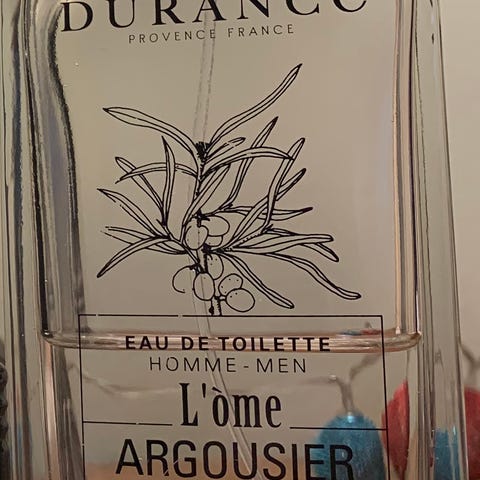 DURANCE
PROVENCE FRANCE
EAU DE TOILETTE
HOMME - MEN
L'òme
ARGOUSIER